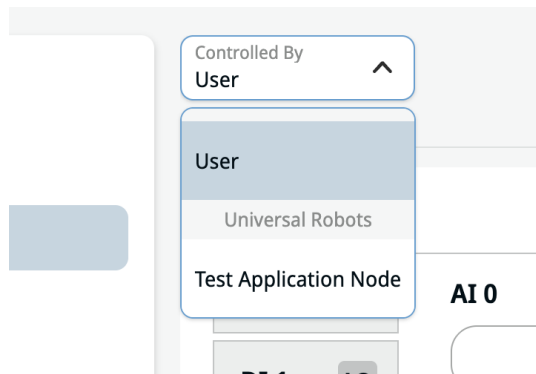 Controlled By
User
User
Universal Robots
Test Application Node
AI 0